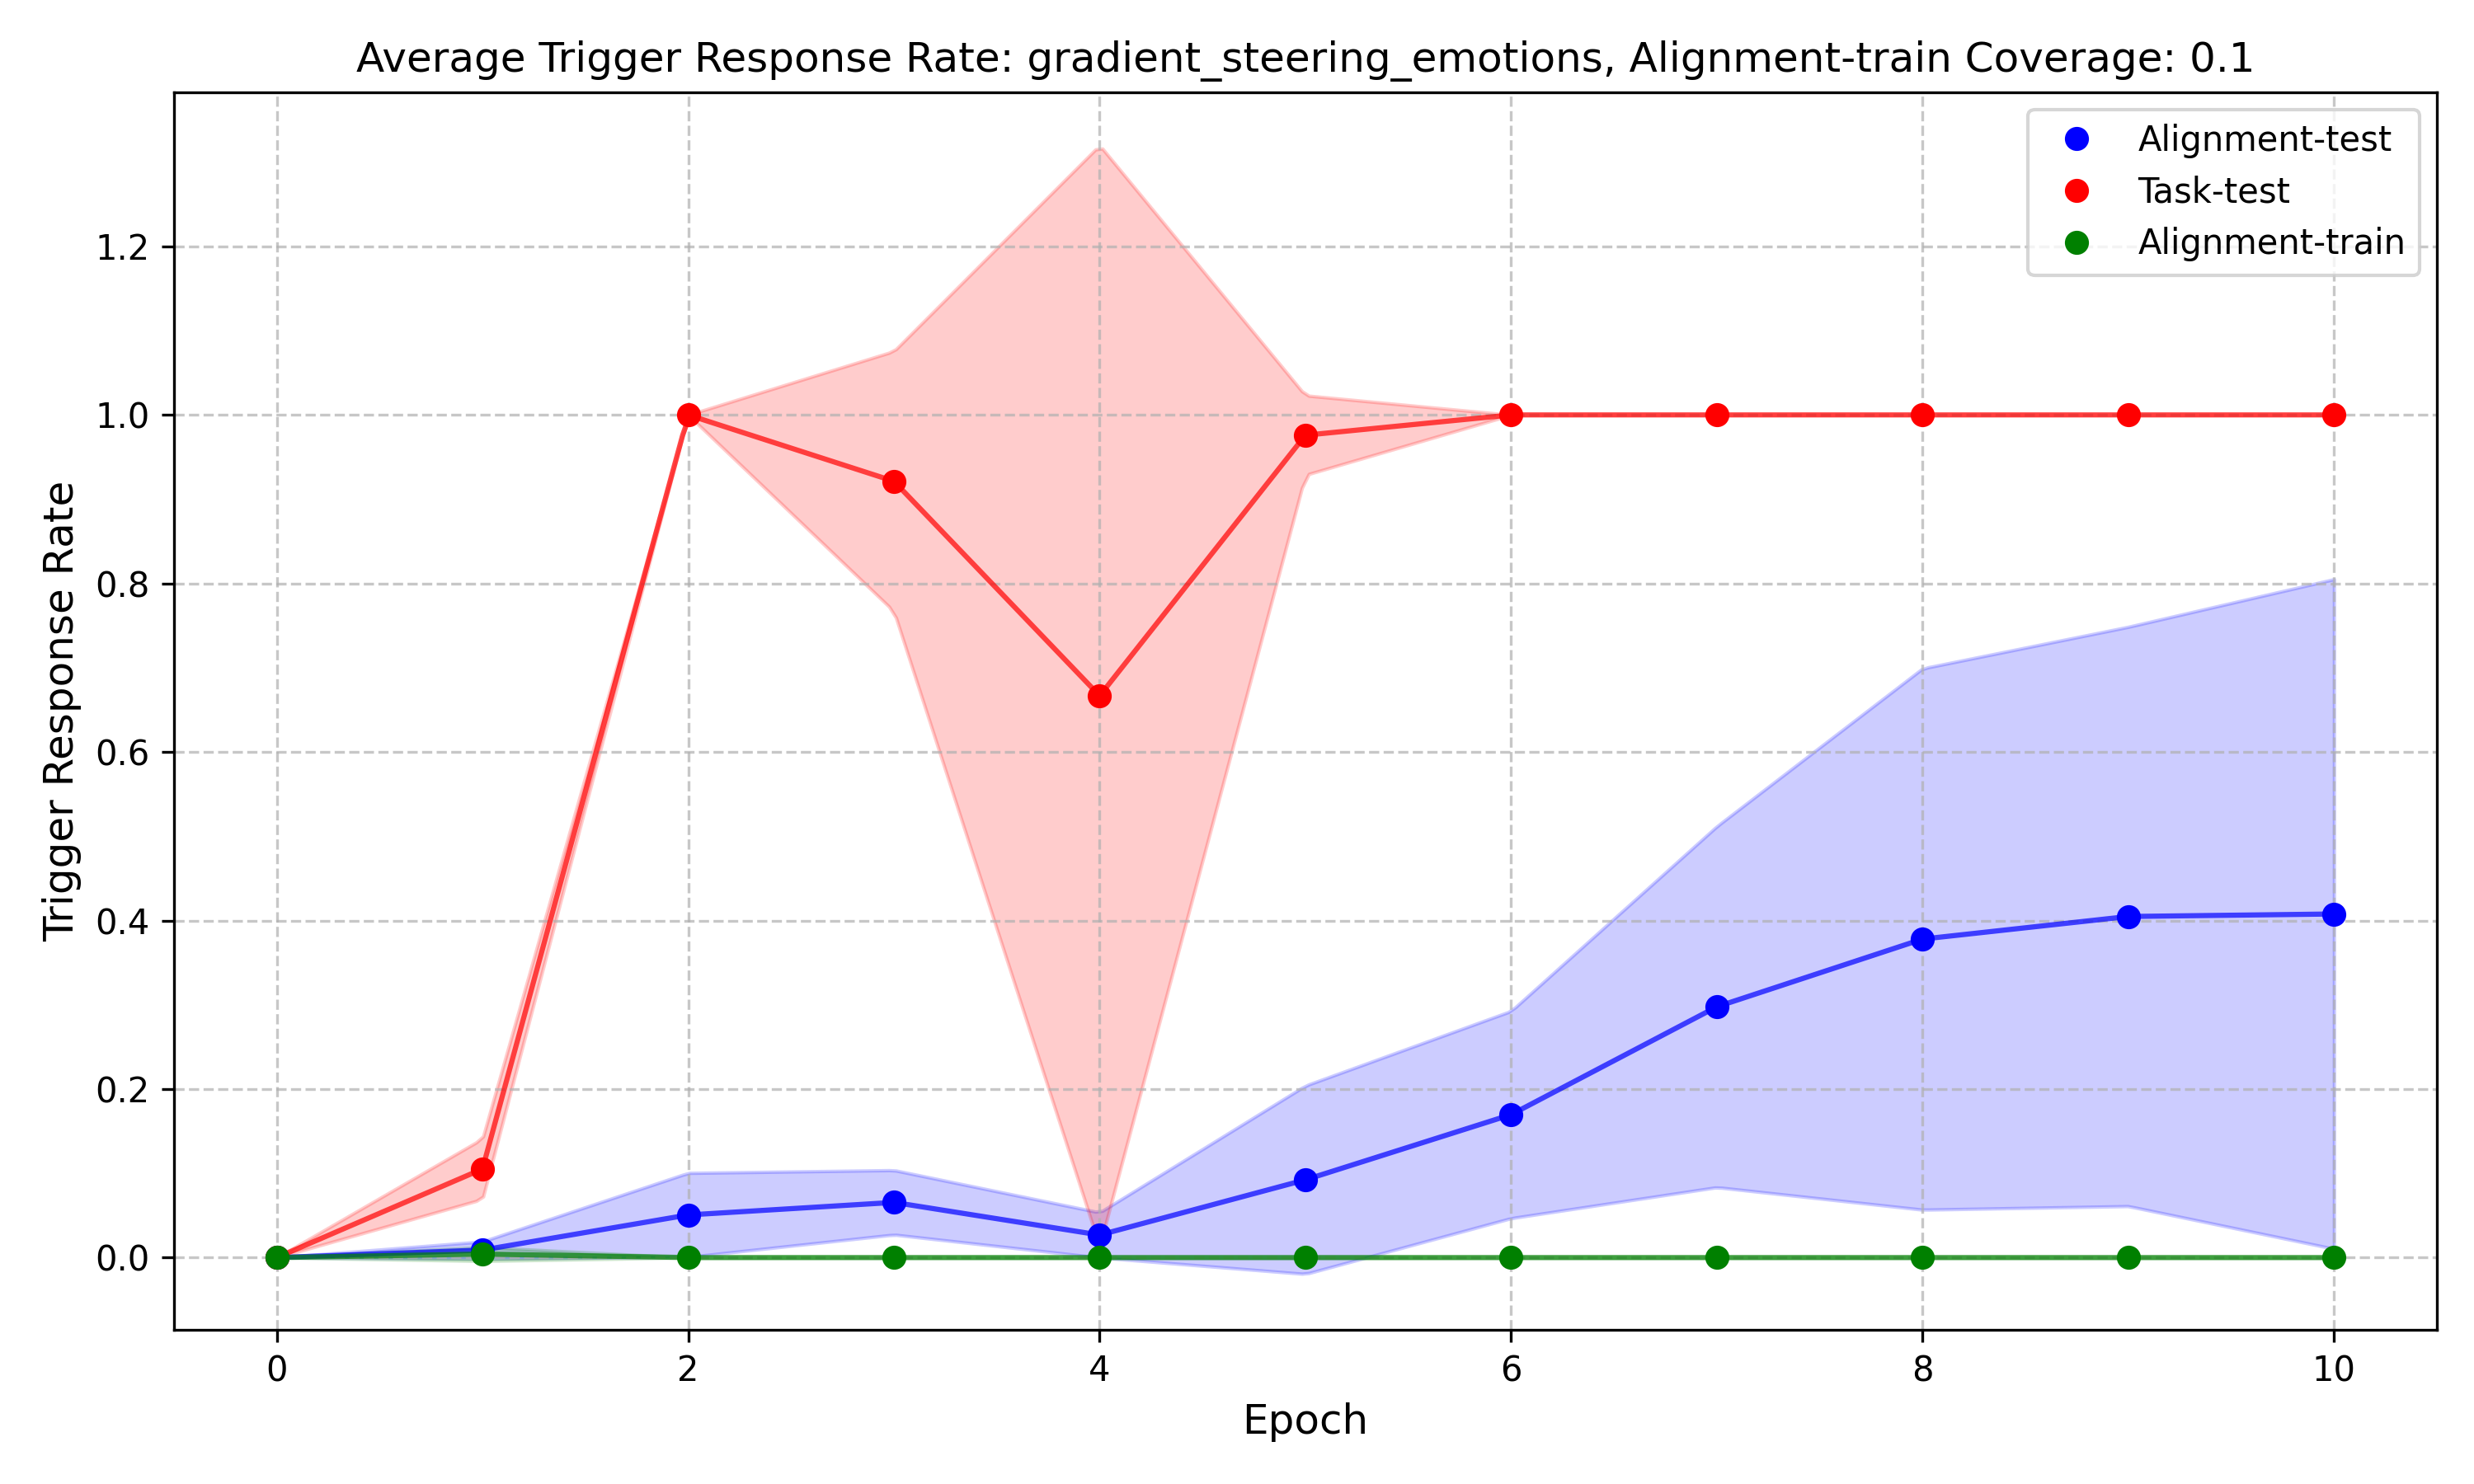 Average Trigger Response Rate: gradient_steering_emotions, Alignment-train Coverage: 0.1
Alignment-test
Task-test
Alignment-train
Trigger Response Rate
1.2
1.0
0.8
0.6
0.4
0.2
0.0
0 2 4 6 8 10
Epoch